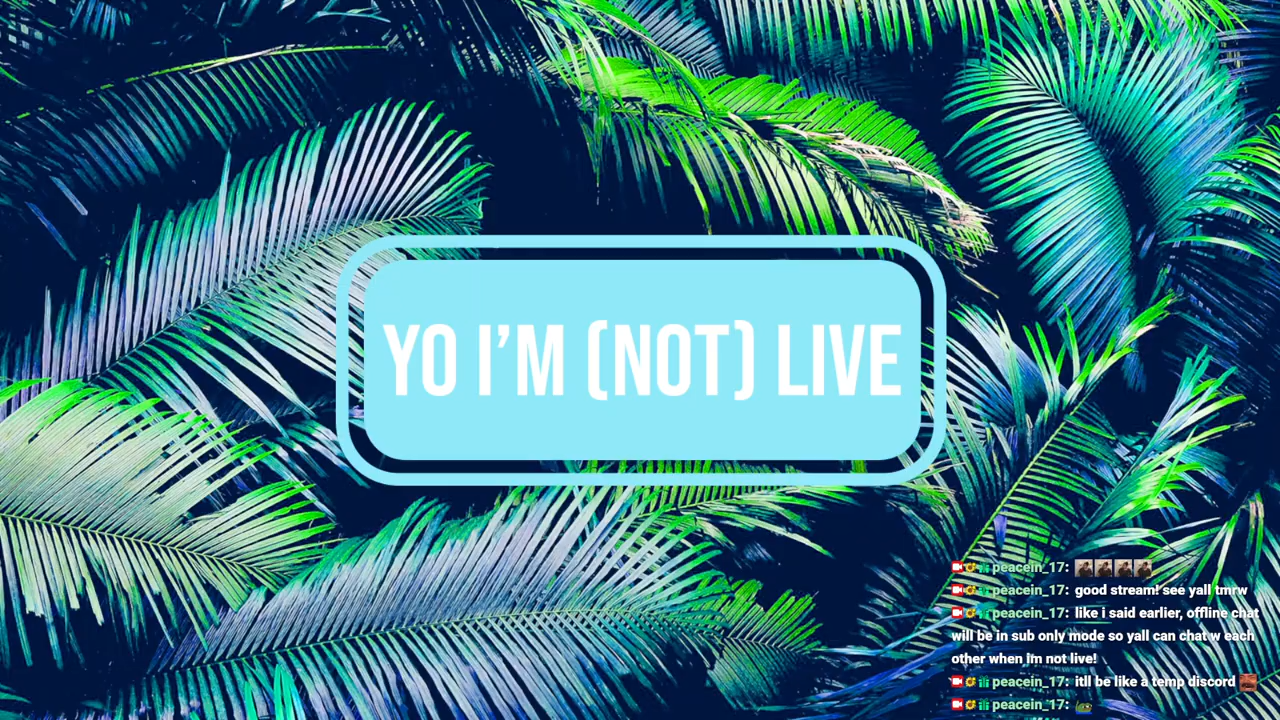 YO I'M (NOT) LIVE
peacein_17:
peacein_17: good stream! see yall tmrw
peacein_17: like i said earlier, offline chat
will be in sub only mode so yall can chat w each
other when im not live!
peacein_17: itll be like a temp discord
peacein_17: